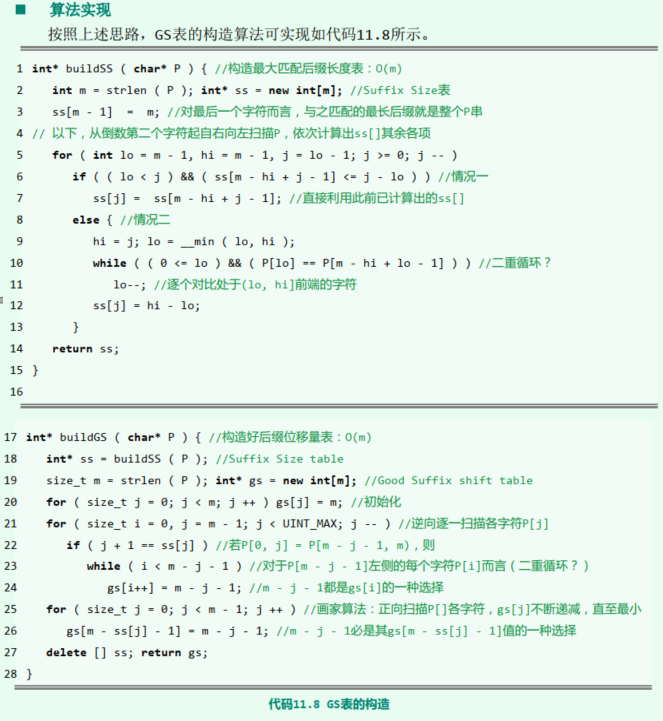 ■ 算法实现
按照上述思路，GS表的构造算法可实现如代码11.8所示。
1 int* buildSS ( char* P ) { //构造最大匹配后缀长度表：O(m)
2    int m = strlen ( P ); int* ss = new int[m]; //Suffix Size表
3    ss[m - 1]  =  m; //对最后一个字符而言，与之匹配的最长后缀就是整个P串
4 // 以下，从倒数第二个字符起自右向左扫描P，依次计算出ss[]其余各项
5    for ( int lo = m - 1, hi = m - 1, j = lo - 1; j >= 0; j -- )
6       if ( ( lo < j ) && ( ss[m - hi + j - 1] <= j - lo ) ) //情况一
7          ss[j] =  ss[m - hi + j - 1]; //直接利用此前已计算出的ss[]
8       else { //情况二
9          hi = j; lo = __min ( lo, hi );
10          while ( ( 0 <= lo ) && ( P[lo] == P[m - hi + lo - 1] ) ) //二重循环？
11             lo--; //逐个对比处于(lo, hi]前端的字符
12          ss[j] = hi - lo;
13       }
14    return ss;
15 }
16
17 int* buildGS ( char* P ) { //构造好后缀位移量表：O(m)
18    int* ss = buildSS ( P ); //Suffix Size table
19    size_t m = strlen ( P ); int* gs = new int[m]; //Good Suffix shift table
20    for ( size_t j = 0; j < m; j ++ ) gs[j] = m; //初始化
21    for ( size_t i = 0, j = m - 1; j < UINT_MAX; j -- ) //逆向逐一扫描各字符P[j]
22       if ( j + 1 == ss[j] ) //若P[0, j] = P[m - j - 1, m)，则
23          while ( i < m - j - 1 ) //对于P[m - j - 1]左侧的每个字符P[i]而言（二重循环？）
24             gs[i++] = m - j - 1; //m - j - 1都是gs[i]的一种选择
25    for ( size_t j = 0; j < m - 1; j ++ ) //画家算法：正向扫描P[]各字符，gs[j]不断递减，直至最小
26       gs[m - ss[j] - 1] = m - j - 1; //m - j - 1必是其gs[m - ss[j] - 1]值的一种选择
27    delete [] ss; return gs;
28 }
代码11.8 GS表的构造